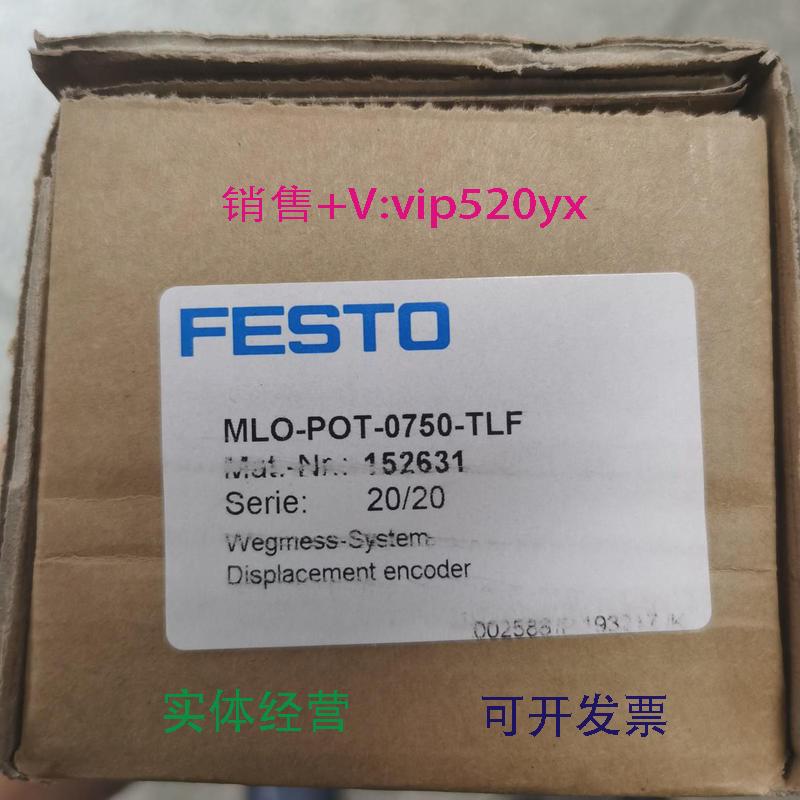 销售+V:vip520yx
FESTO
MLO-POT-0750-TLF
Mat.-Nr.: 152631
Serie: 20/20
Wegmess-System
Displacement encoder
实体经营 可开发票